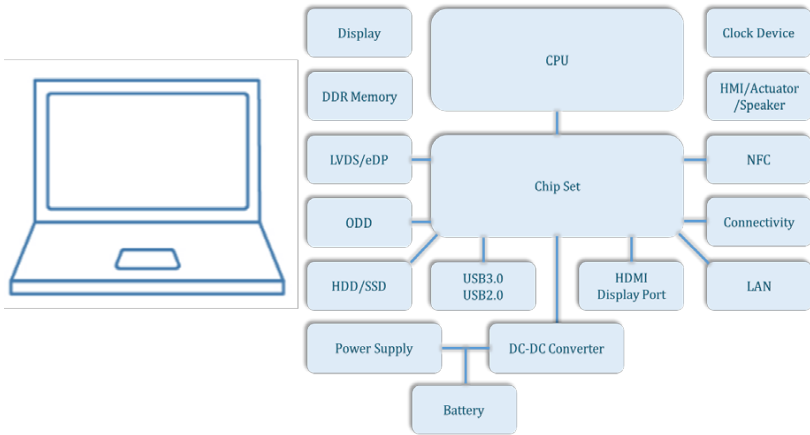 Display
CPU
Clock Device
DDR Memory
HMI/Actuator
/Speaker
LVDS/eDP
Chip Set
NFC
ODD
Connectivity
HDD/SSD
USB3.0
USB2.0
HDMI
Display Port
LAN
Power Supply
DC-DC Converter
Battery